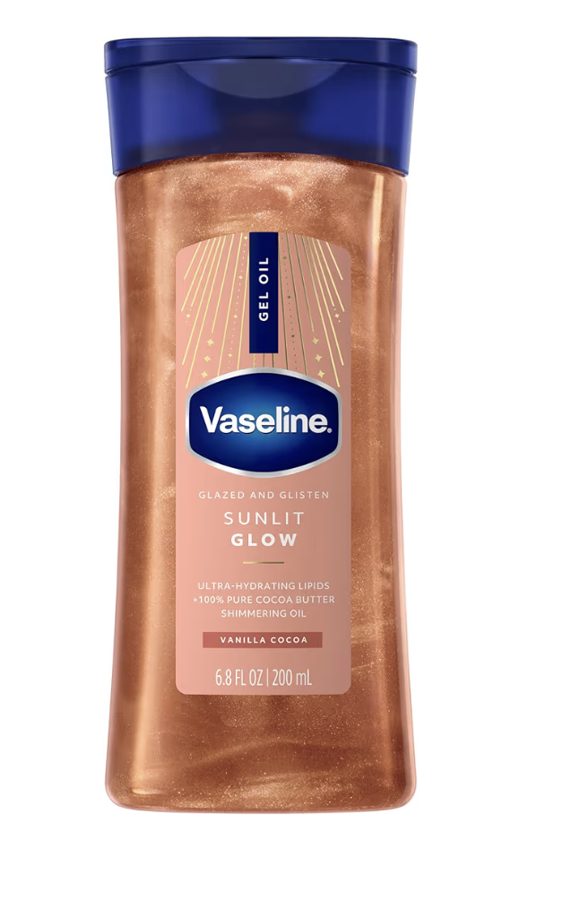 GEL OIL
Vaseline.
GLAZED AND GLISTEN
SUNLIT
GLOW
ULTRA-HYDRATING LIPIDS
+100% PURE COCOA BUTTER
SHIMMERING OIL
VANILLA COCOA
6.8 FL OZ | 200 mL